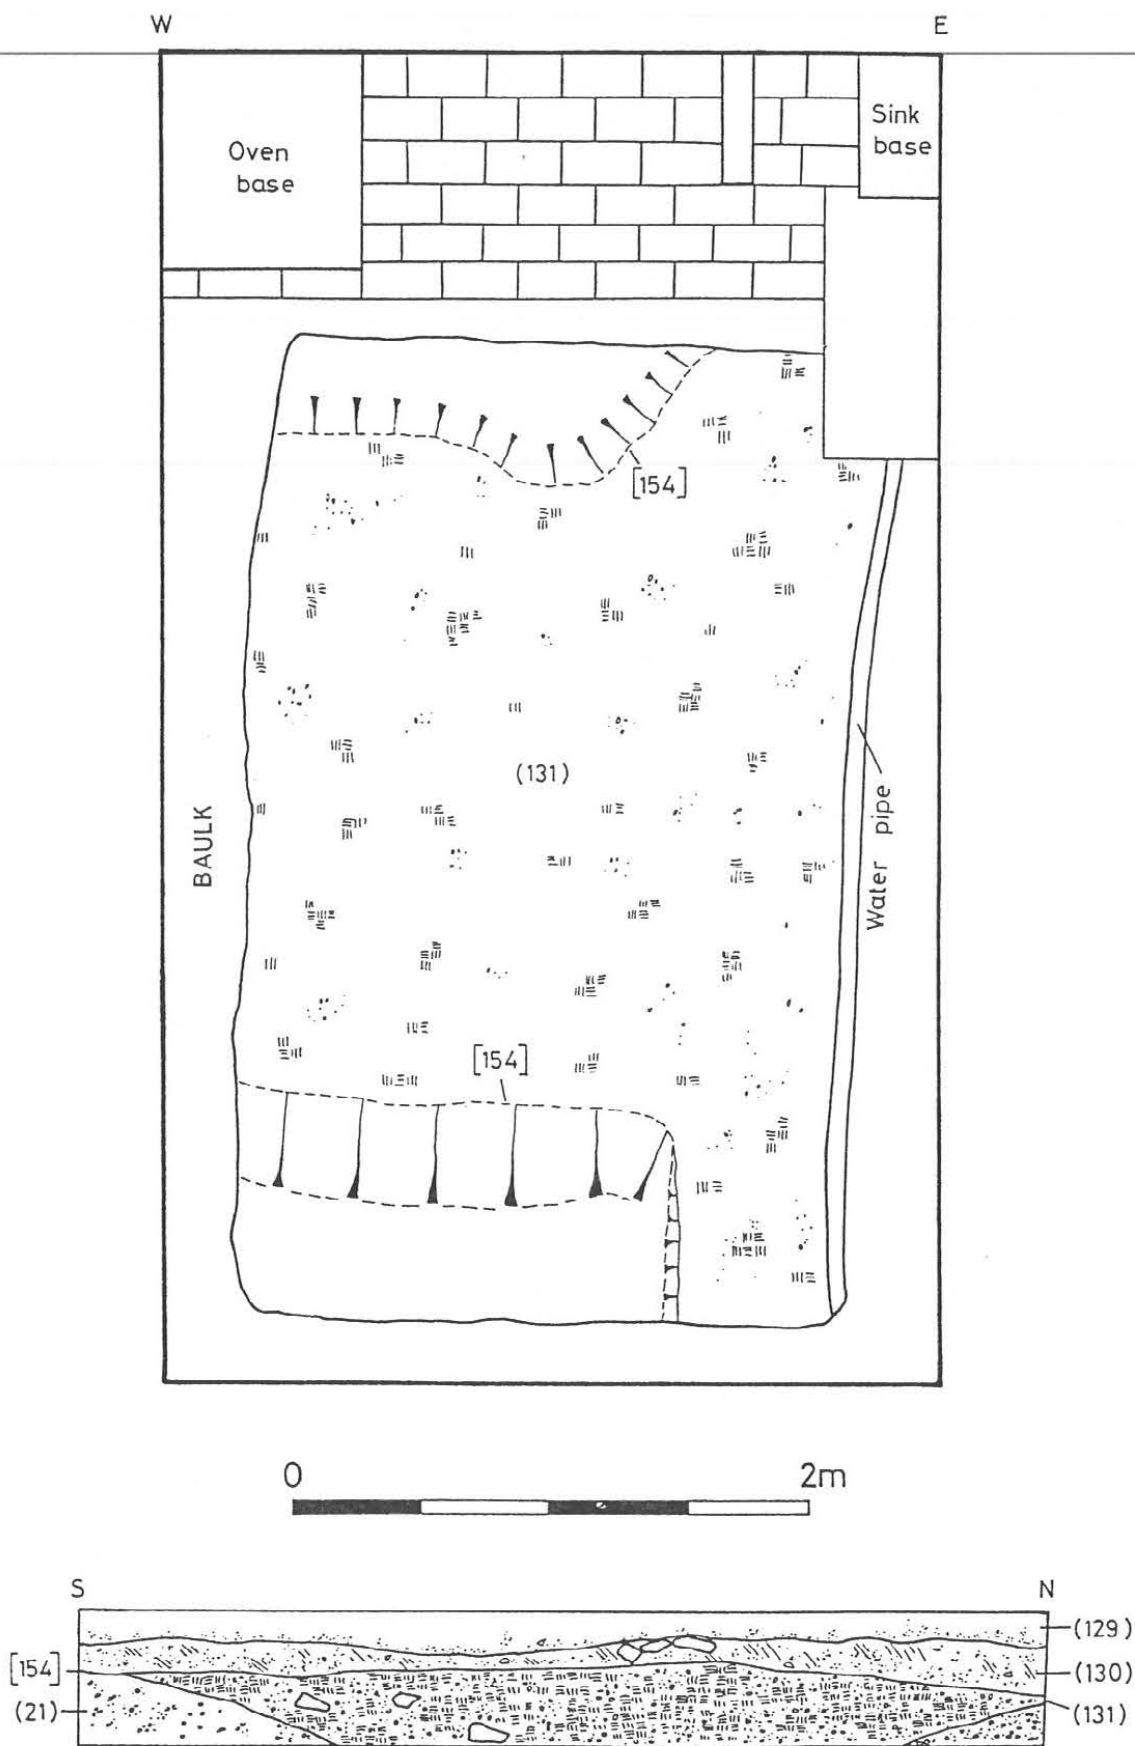 W E
Oven
base
Sink
base
[154]
(131)
BAULK
Water pipe
[154]
0 2m
S N
(129)
[154]
(130)
(21)
(131)